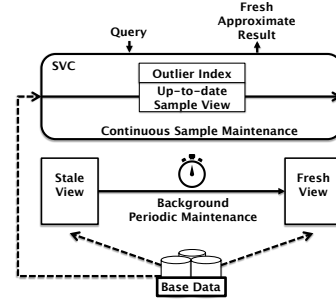 Query
Fresh
Approximate
Result
SVC
Outlier Index
Up-to-date
Sample View
Continuous Sample Maintenance
Stale
View
Background
Periodic Maintenance
Fresh
View
Base Data